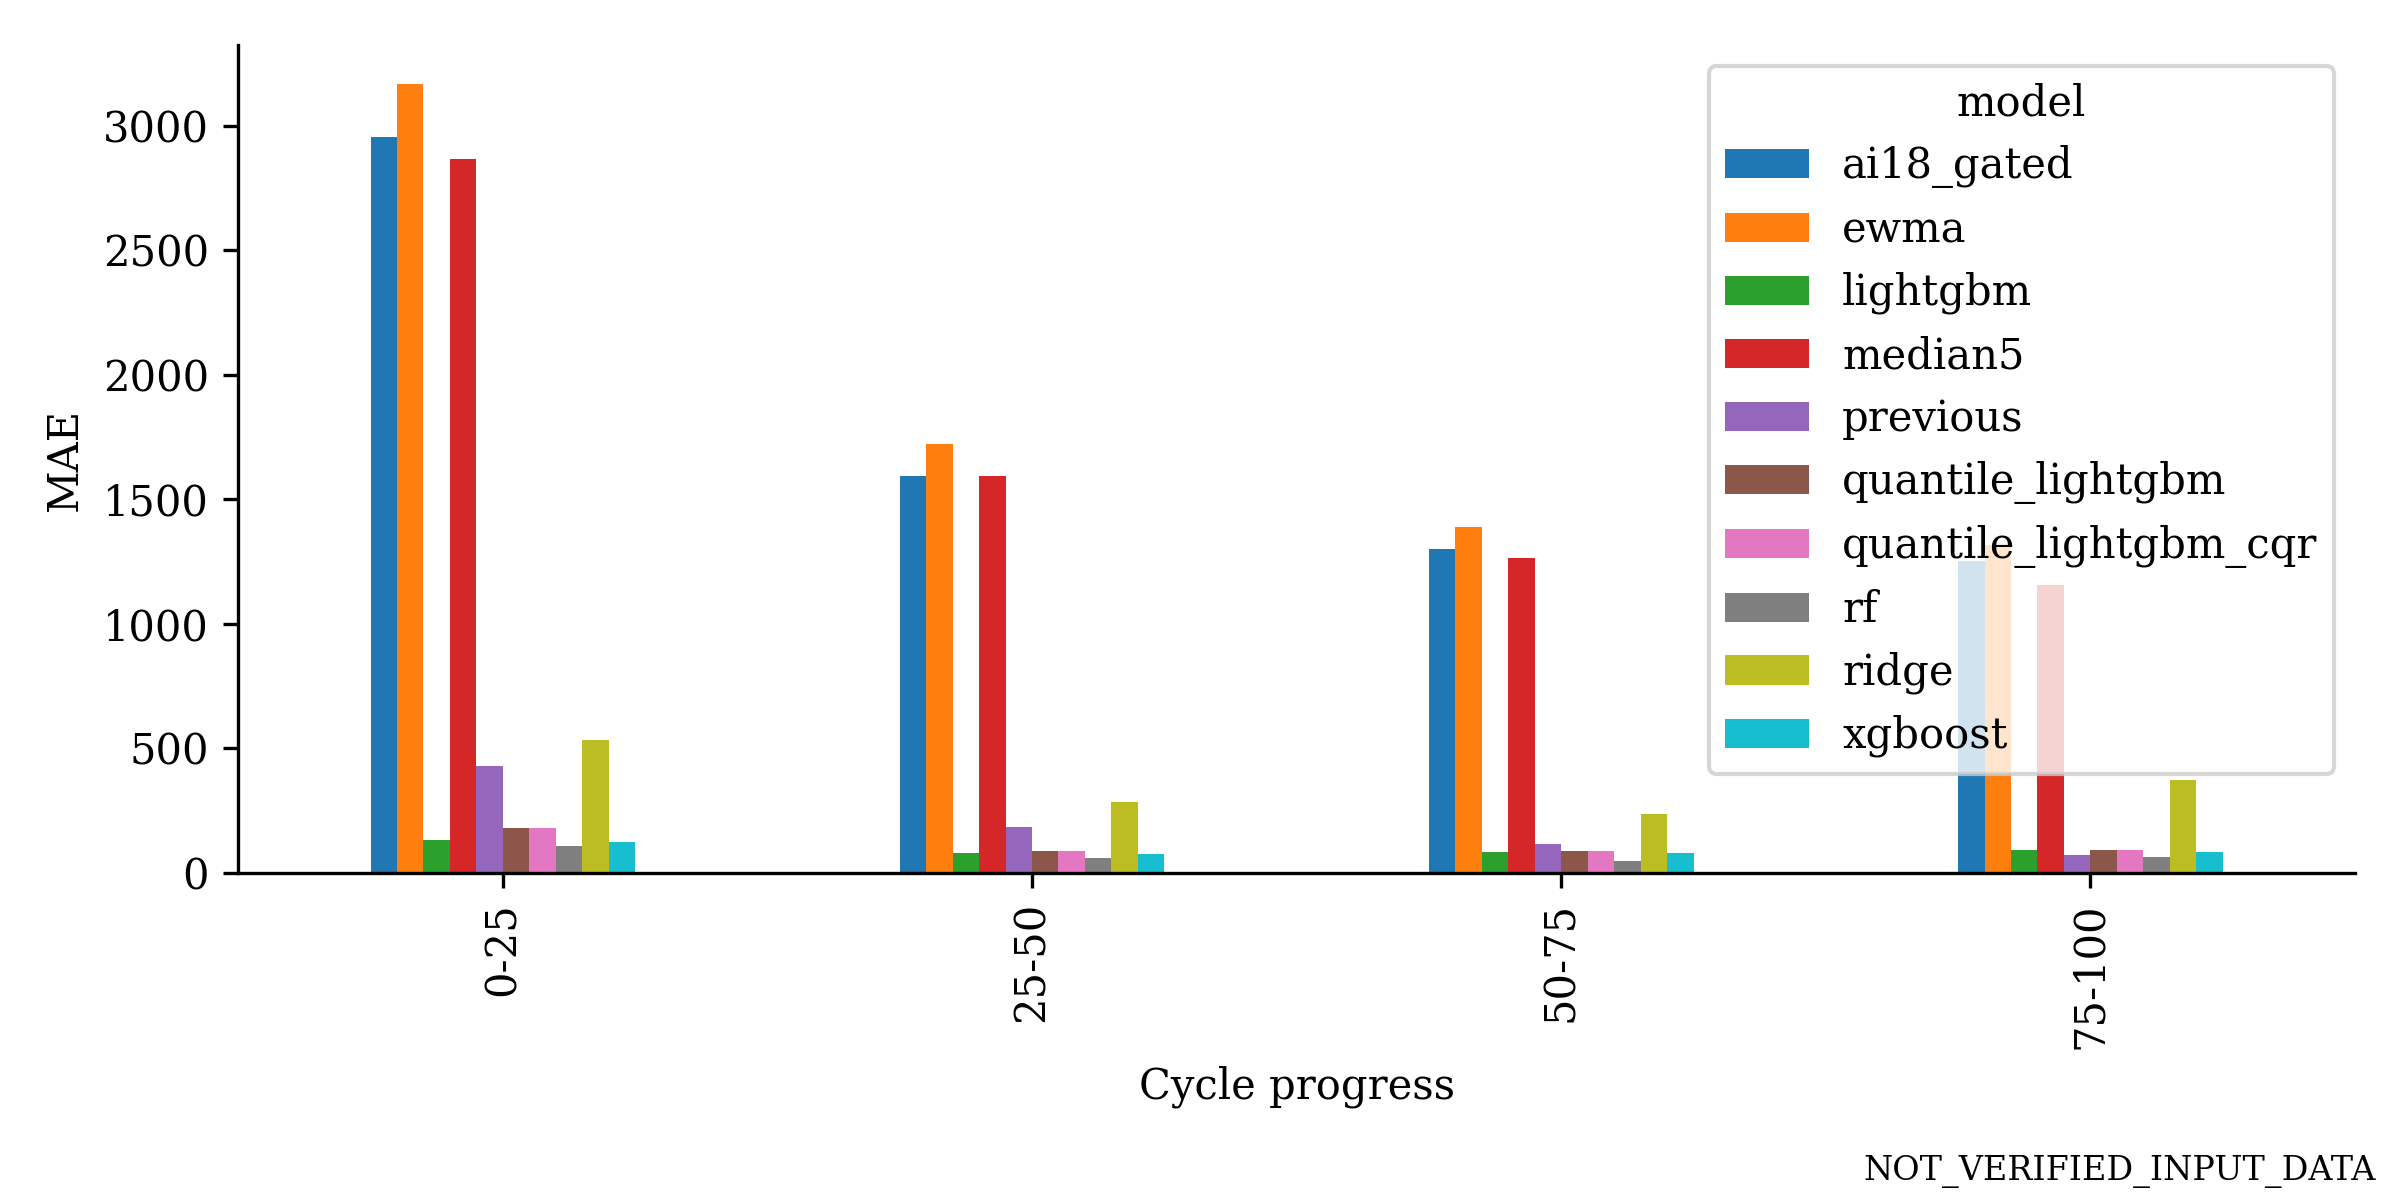 3000
2500
2000
1500
1000
500
0
MAE
model
ai18_gated
ewma
lightgbm
median5
previous
quantile_lightgbm
quantile_lightgbm_cqr
rf
ridge
xgboost
0-25
25-50
50-75
75-100
Cycle progress
NOT_VERIFIED_INPUT_DATA